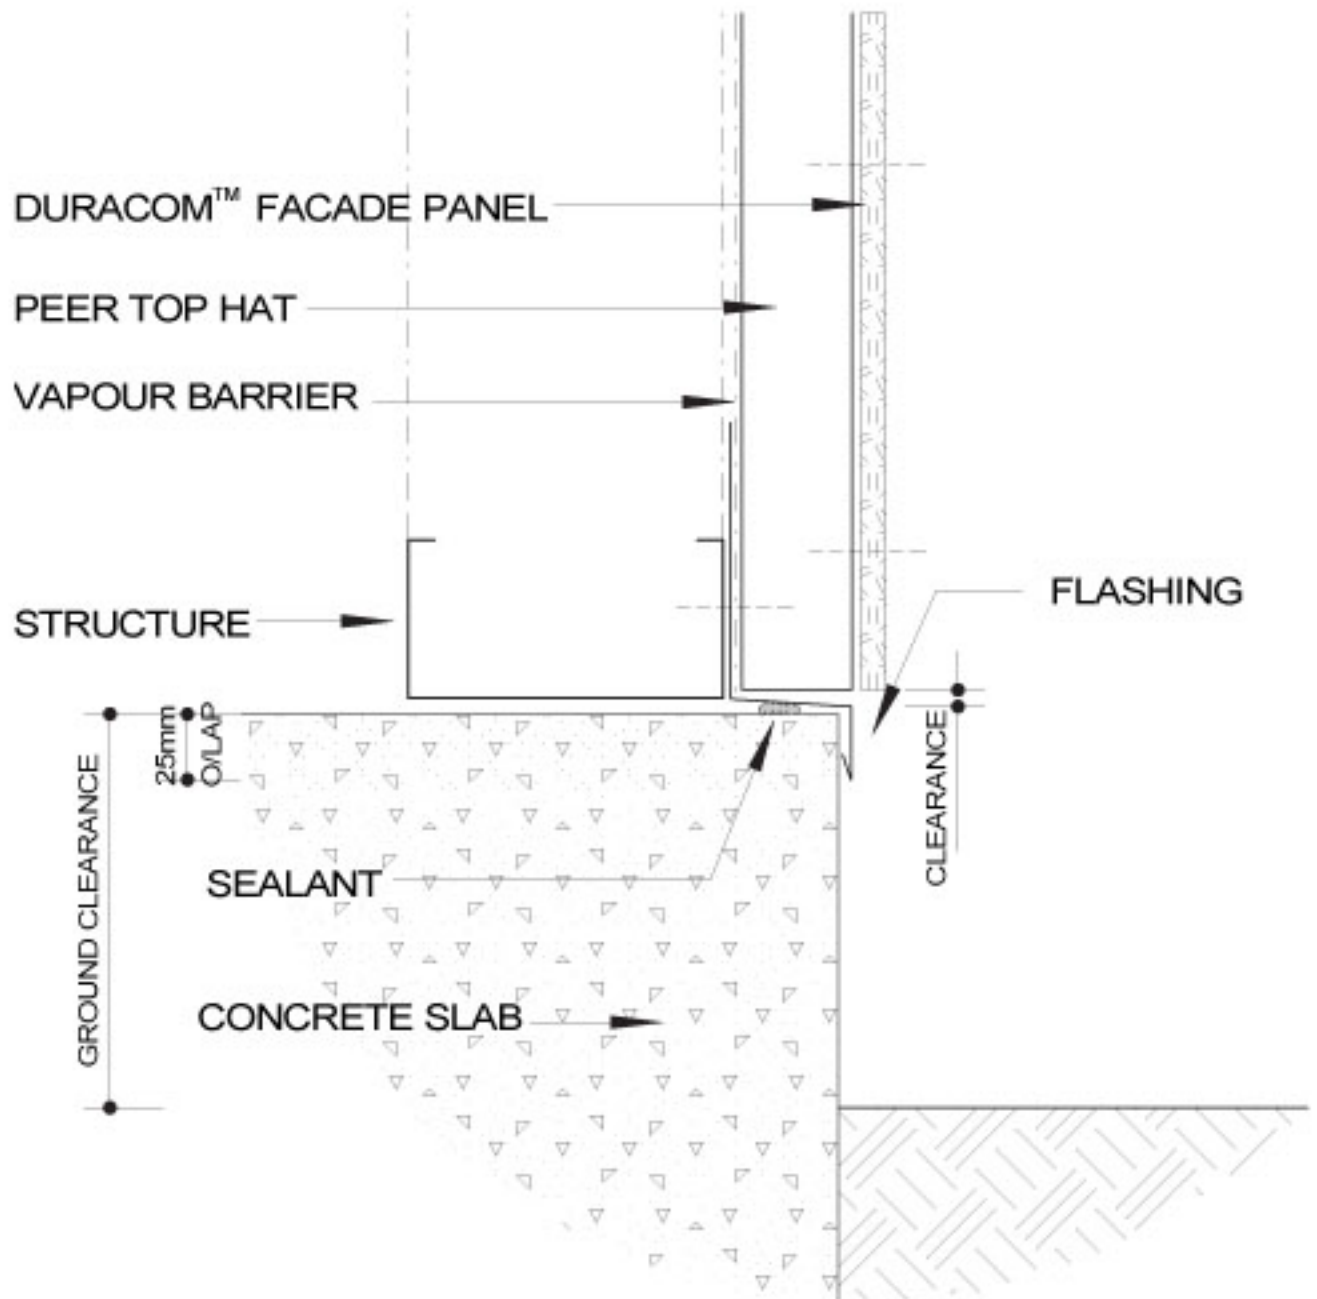 DURACOM™ FACADE PANEL
PEER TOP HAT
VAPOUR BARRIER
FLASHING
STRUCTURE
25mm
O/LAP
CLEARANCE
GROUND CLEARANCE
SEALANT
CONCRETE SLAB